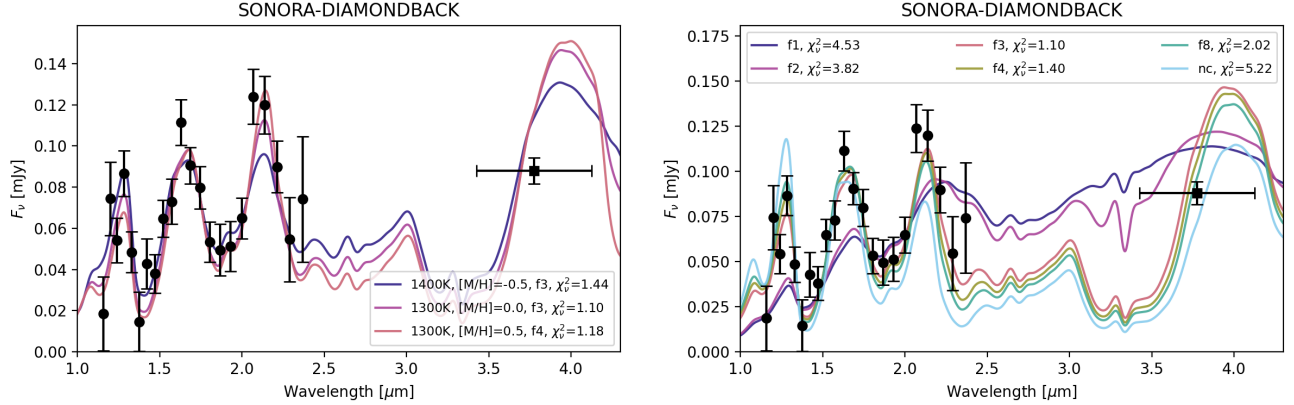 SONORA-DIAMONDBACK
F_ν [mJy]
0.14
0.12
0.10
0.08
0.06
0.04
0.02
0.00
1400K, [M/H]=-0.5, f3, χ²_ν=1.44
1300K, [M/H]=0.0, f3, χ²_ν=1.10
1300K, [M/H]=0.5, f4, χ²_ν=1.18
1.0 1.5 2.0 2.5 3.0 3.5 4.0
Wavelength [μm]
SONORA-DIAMONDBACK
F_ν [mJy]
0.175
0.150
0.125
0.100
0.075
0.050
0.025
0.000
f1, χ²_ν=4.53 f3, χ²_ν=1.10 f8, χ²_ν=2.02
f2, χ²_ν=3.82 f4, χ²_ν=1.40 nc, χ²_ν=5.22
1.0 1.5 2.0 2.5 3.0 3.5 4.0
Wavelength [μm]